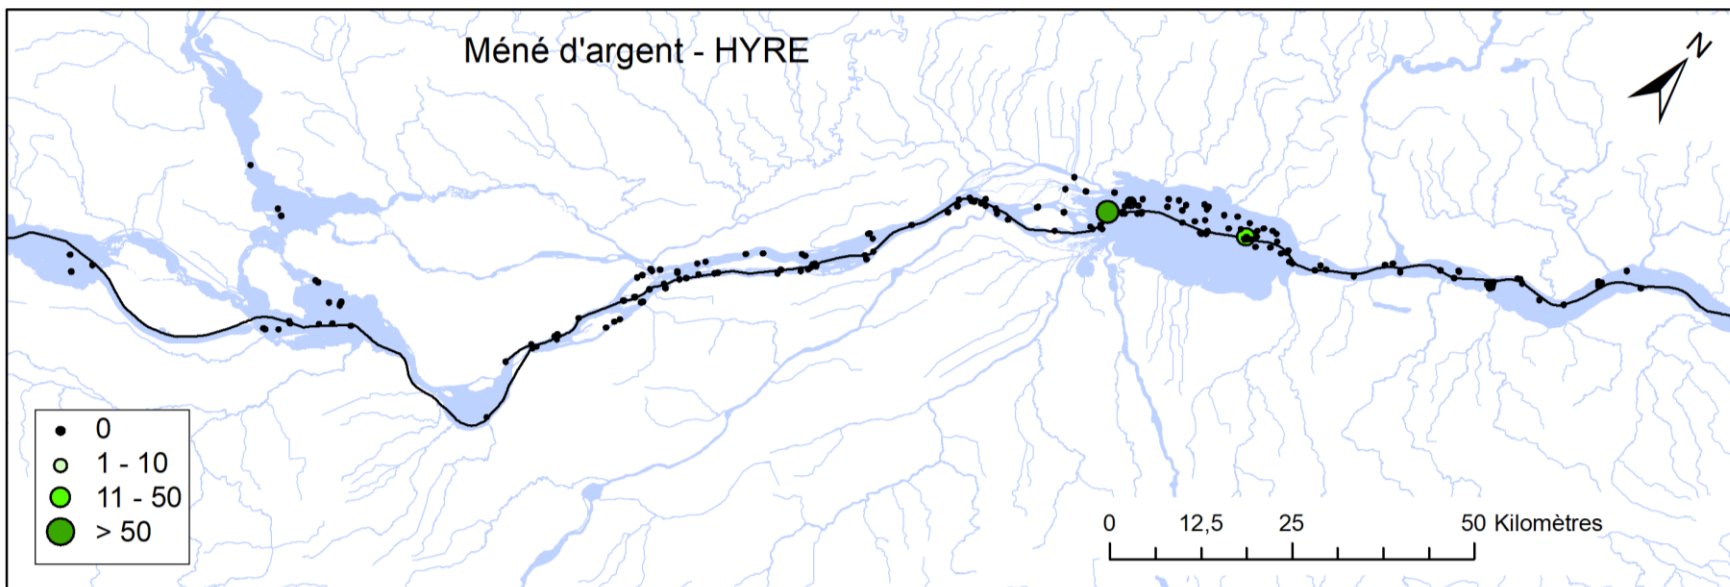 Méné d'argent - HYRE
N
0
1 - 10
11 - 50
> 50
0 12,5 25 50 Kilomètres